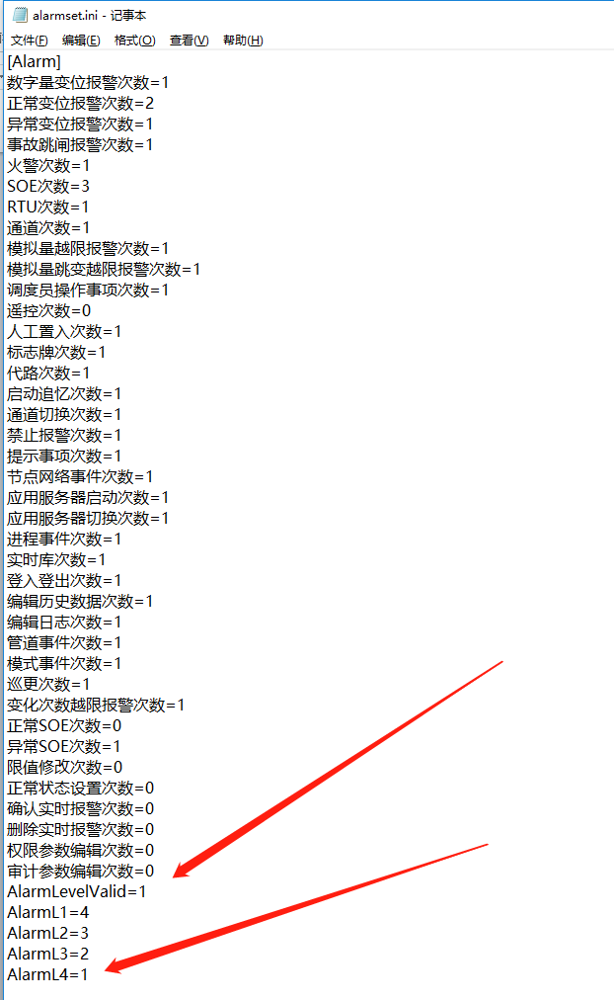 alarmset.ini - 记事本
文件(F) 编辑(E) 格式(O) 查看(V) 帮助(H)
[Alarm]
数字量变位报警次数=1
正常变位报警次数=2
异常变位报警次数=1
事故跳闸报警次数=1
火警次数=1
SOE次数=3
RTU次数=1
通道次数=1
模拟量越限报警次数=1
模拟量跳变越限报警次数=1
调度员操作事项次数=1
遥控次数=0
人工置入次数=1
标志牌次数=1
代路次数=1
启动追忆次数=1
通道切换次数=1
禁止报警次数=1
提示事项次数=1
节点网络事件次数=1
应用服务器启动次数=1
应用服务器切换次数=1
进程事件次数=1
实时库次数=1
登入登出次数=1
编辑历史数据次数=1
编辑日志次数=1
管道事件次数=1
模式事件次数=1
巡更次数=1
变化次数越限报警次数=1
正常SOE次数=0
异常SOE次数=1
限值修改次数=0
正常状态设置次数=0
确认实时报警次数=0
删除实时报警次数=0
权限参数编辑次数=0
审计参数编辑次数=0
AlarmLevelValid=1
AlarmL1=4
AlarmL2=3
AlarmL3=2
AlarmL4=1